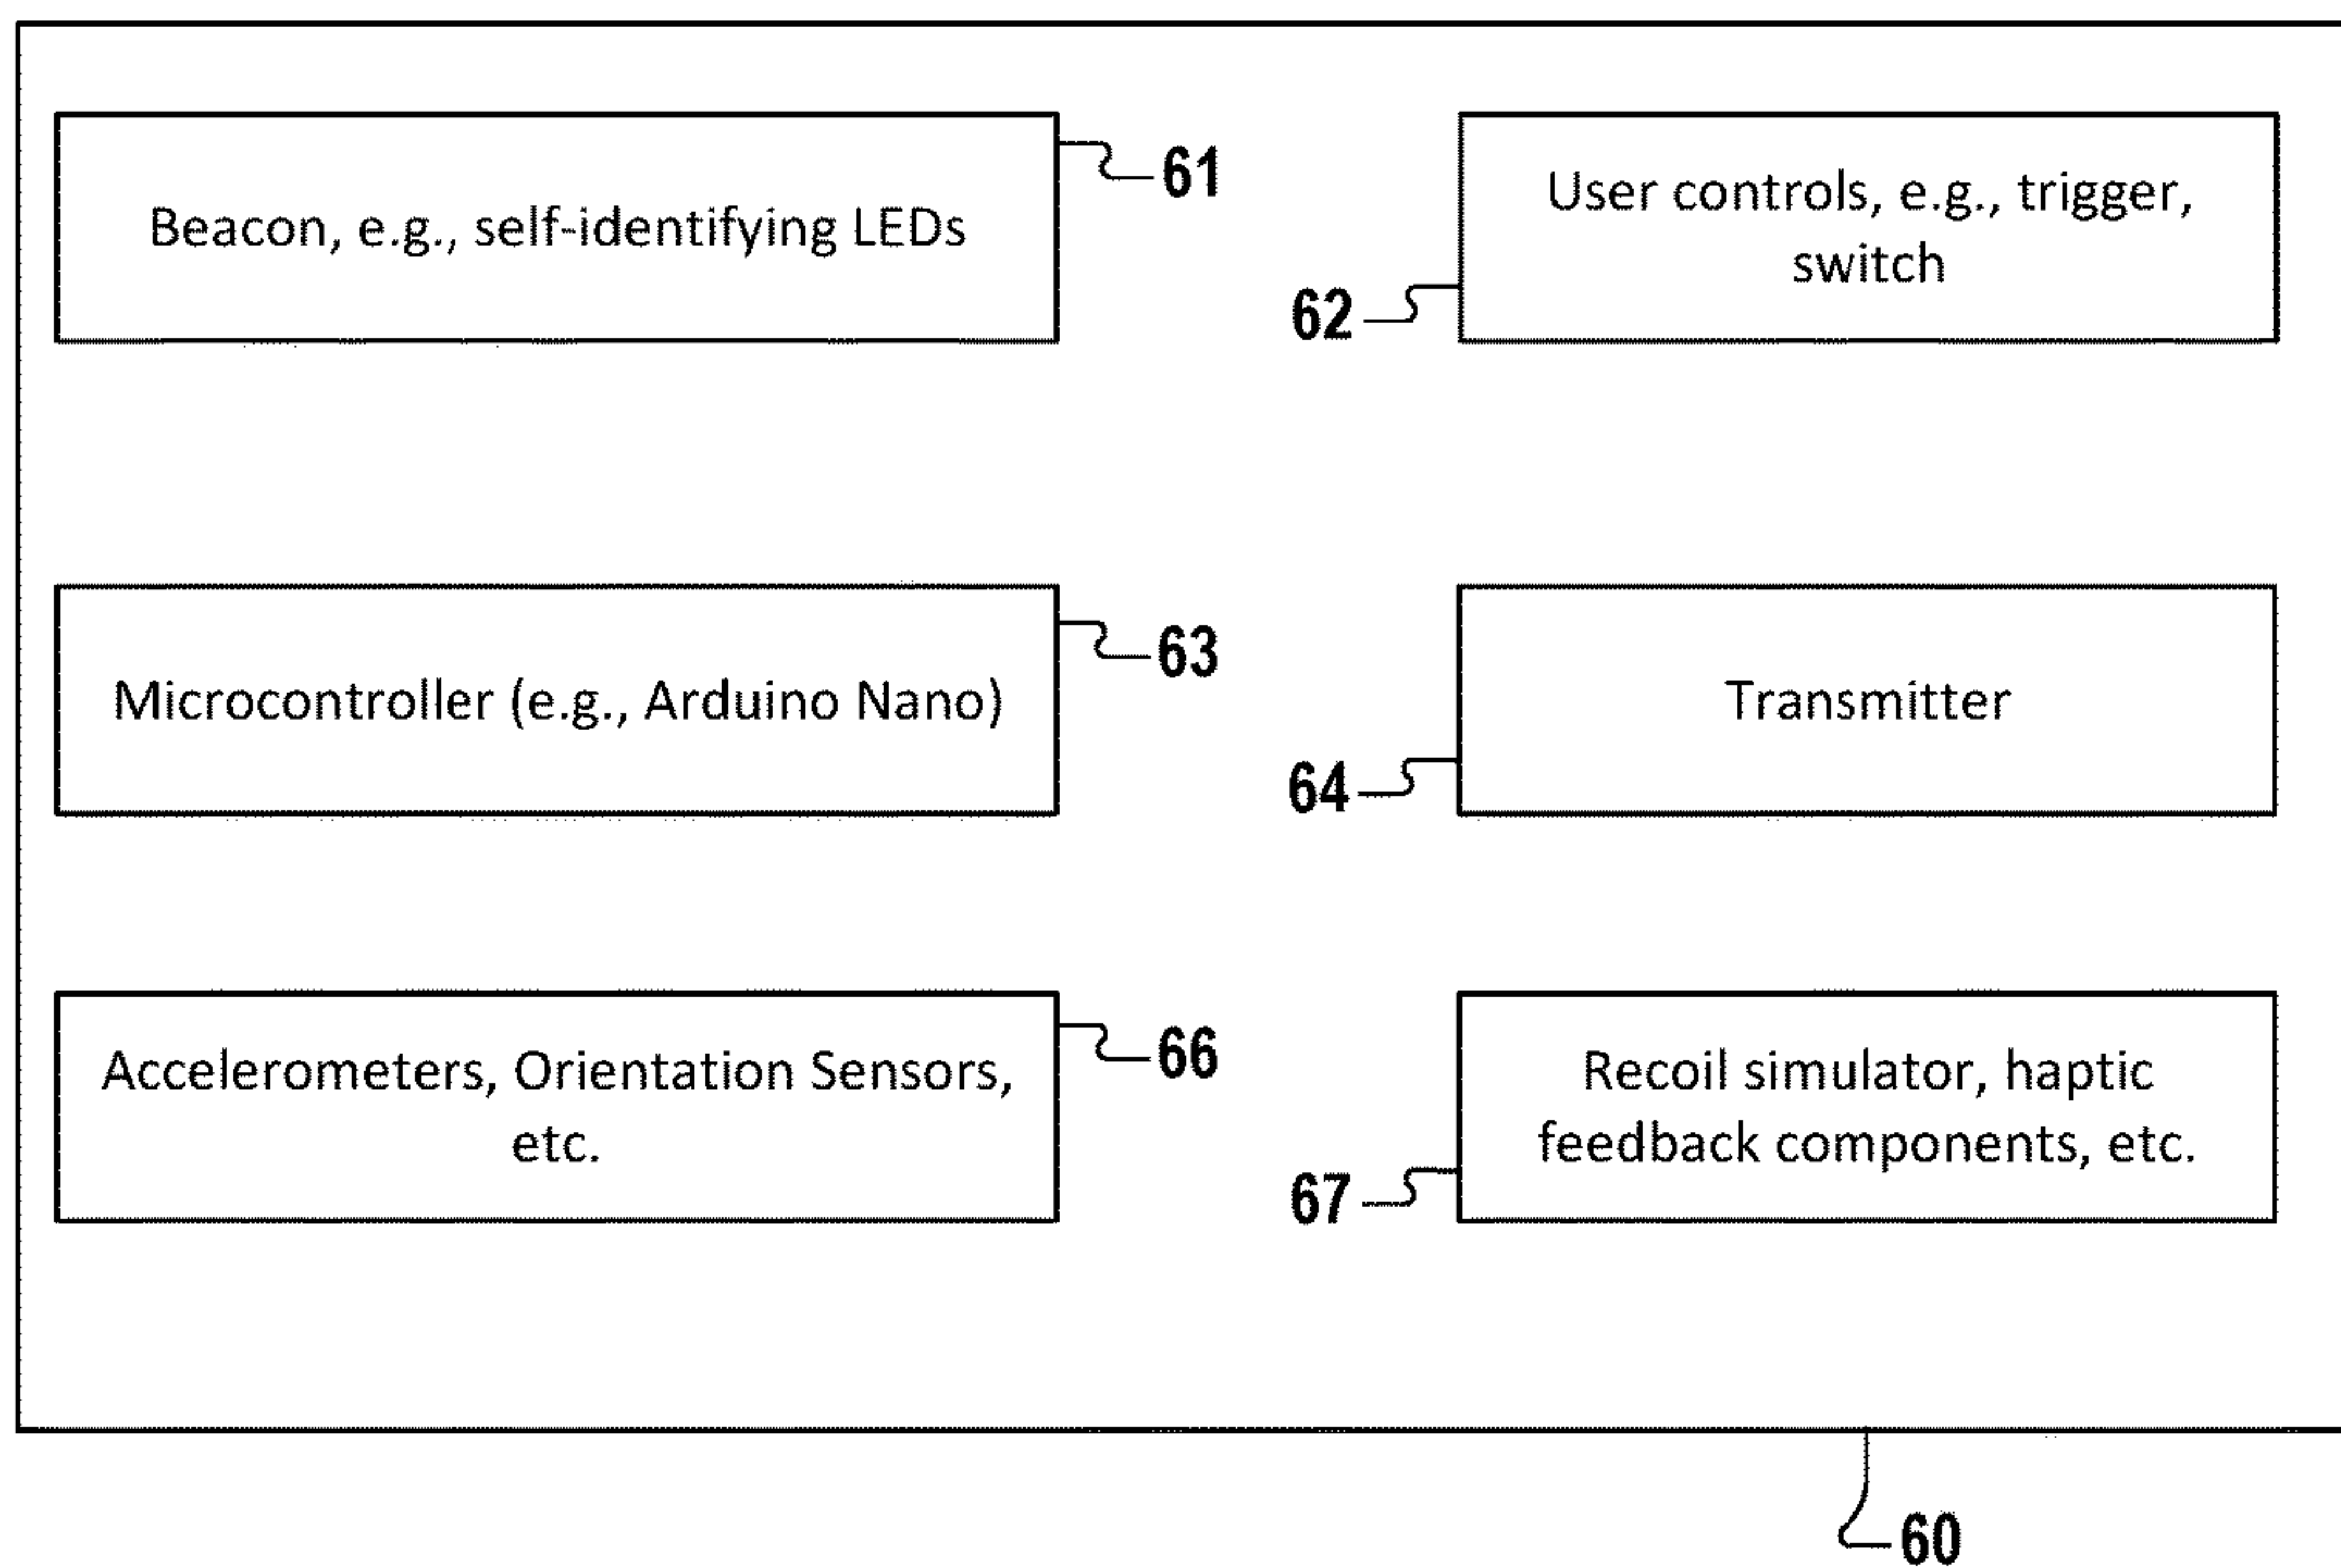 Beacon, e.g., self-identifying LEDs
61
User controls, e.g., trigger,
switch
62
Microcontroller (e.g., Arduino Nano)
63
Transmitter
64
Accelerometers, Orientation Sensors,
etc.
66
Recoil simulator, haptic
feedback components, etc.
67
60